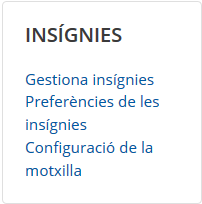 INSÍGNIES
Gestiona insígnies
Preferències de les
insígnies
Configuració de la
motxilla